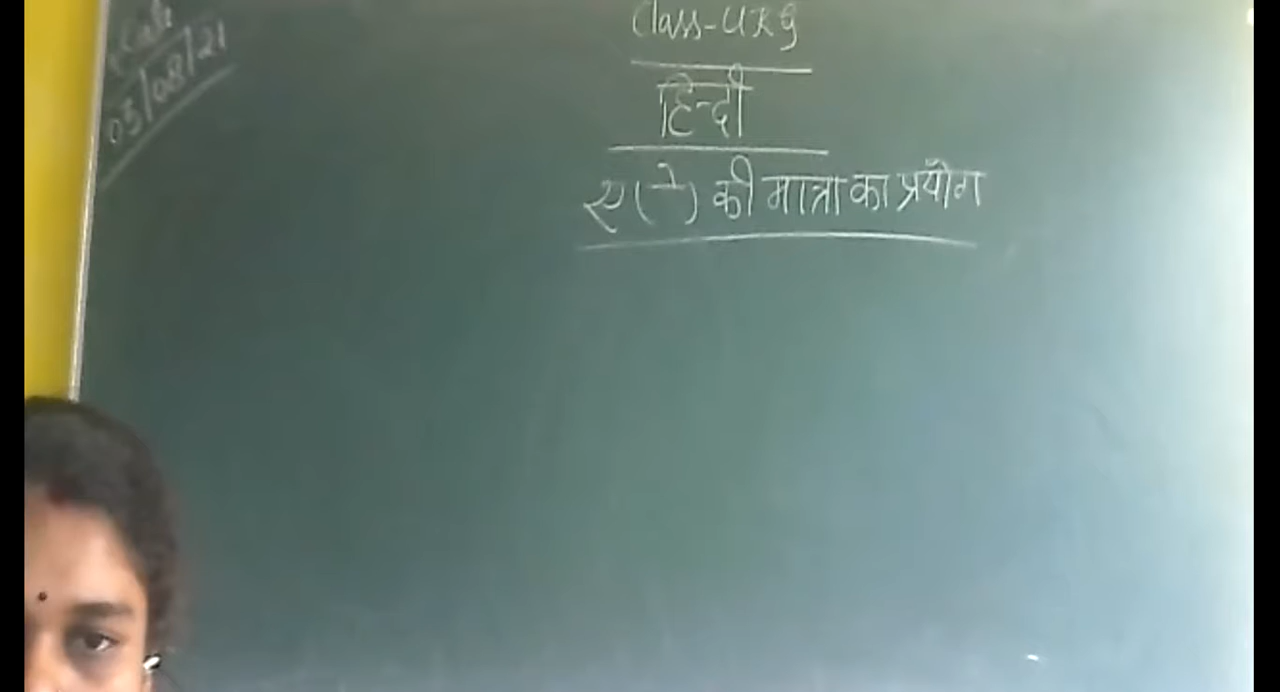 Date
03/08/21
Class-UKG
हिन्दी
ए(े) की मात्रा का प्रयोग